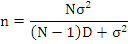 n = Nσ² / ((N − 1)D + σ²)